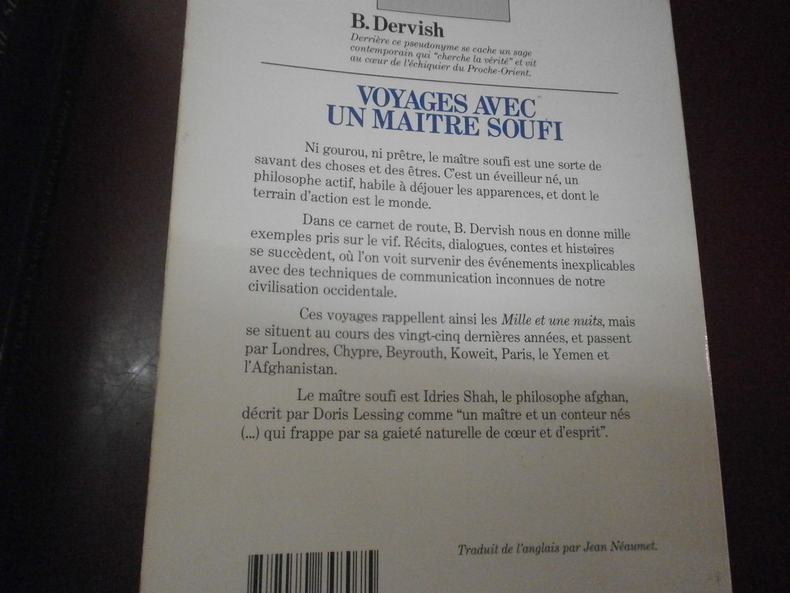 B. Dervish
Derrière ce pseudonyme se cache un sage
contemporain qui "cherche la vérité" et vit
au cœur de l'échiquier du Proche-Orient.
VOYAGES AVEC
UN MAITRE SOUFI
Ni gourou, ni prêtre, le maître soufi est une sorte de
savant des choses et des êtres. C'est un éveilleur né, un
philosophe actif, habile à déjouer les apparences, et dont le
terrain d'action est le monde.
Dans ce carnet de route, B. Dervish nous en donne mille
exemples pris sur le vif. Récits, dialogues, contes et histoires
se succèdent, où l'on voit survenir des événements inexplicables
avec des techniques de communication inconnues de notre
civilisation occidentale.
Ces voyages rappellent ainsi les Mille et une nuits, mais
se situent au cours des vingt-cinq dernières années, et passent
par Londres, Chypre, Beyrouth, Koweit, Paris, le Yemen et
l'Afghanistan.
Le maître soufi est Idries Shah, le philosophe afghan,
décrit par Doris Lessing comme "un maître et un conteur nés
(...) qui frappe par sa gaieté naturelle de cœur et d'esprit".
Traduit de l'anglais par Jean Néaumet.